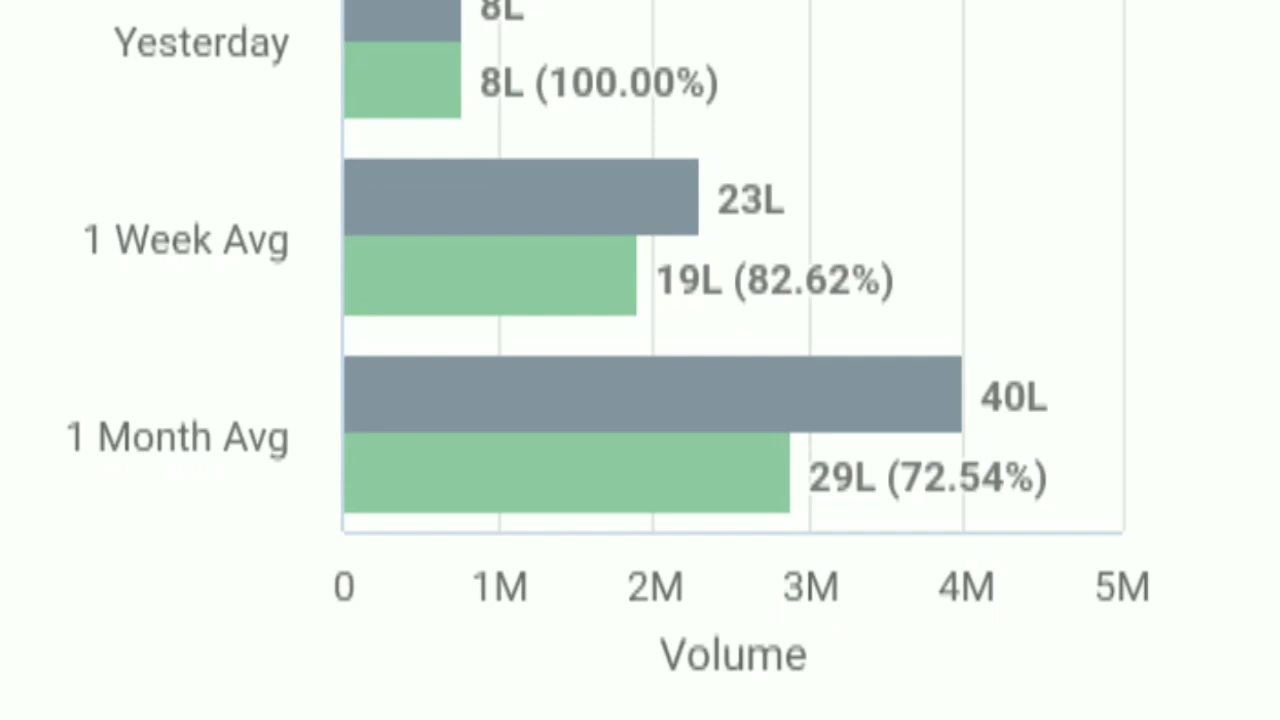 8L
Yesterday
8L (100.00%)
23L
1 Week Avg
19L (82.62%)
40L
1 Month Avg
29L (72.54%)
0 1M 2M 3M 4M 5M
Volume